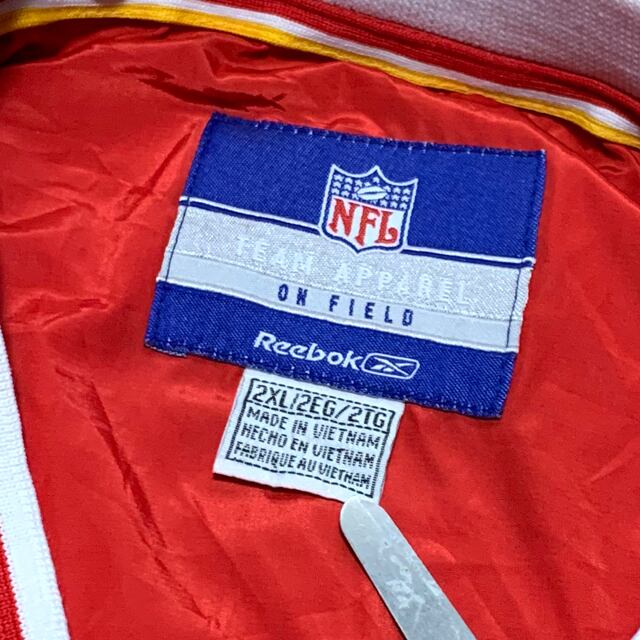 NFL
TEAM APPAREL
ON FIELD
Reebok
2XL/2EG/2TG
MADE IN VIETNAM
HECHO EN VIETNAM
FABRIQUE AU VIETNAM